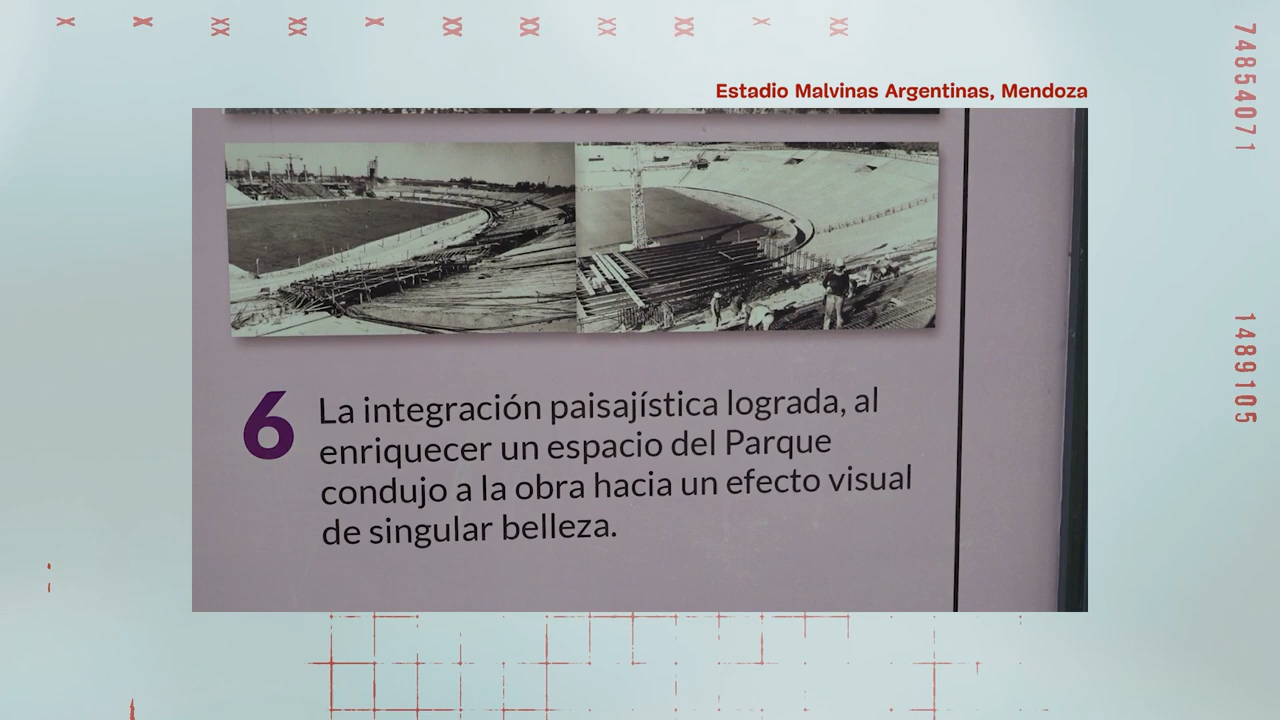 Estadio Malvinas Argentinas, Mendoza
74854071
1489105
6
La integración paisajística lograda, al
enriquecer un espacio del Parque
condujo a la obra hacia un efecto visual
de singular belleza.